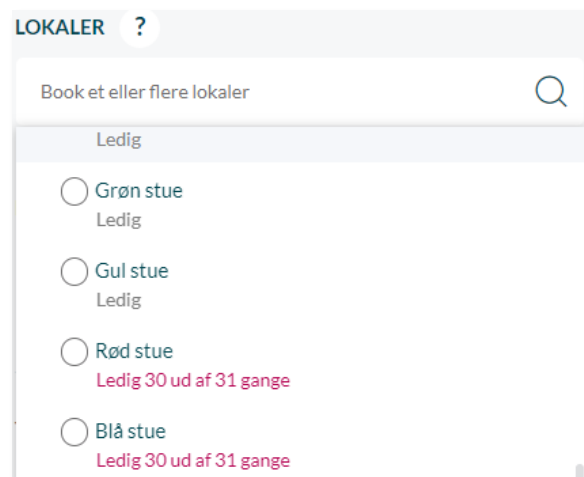 LOKALER ?
Book et eller flere lokaler
Ledig
Grøn stue
Ledig
Gul stue
Ledig
Rød stue
Ledig 30 ud af 31 gange
Blå stue
Ledig 30 ud af 31 gange